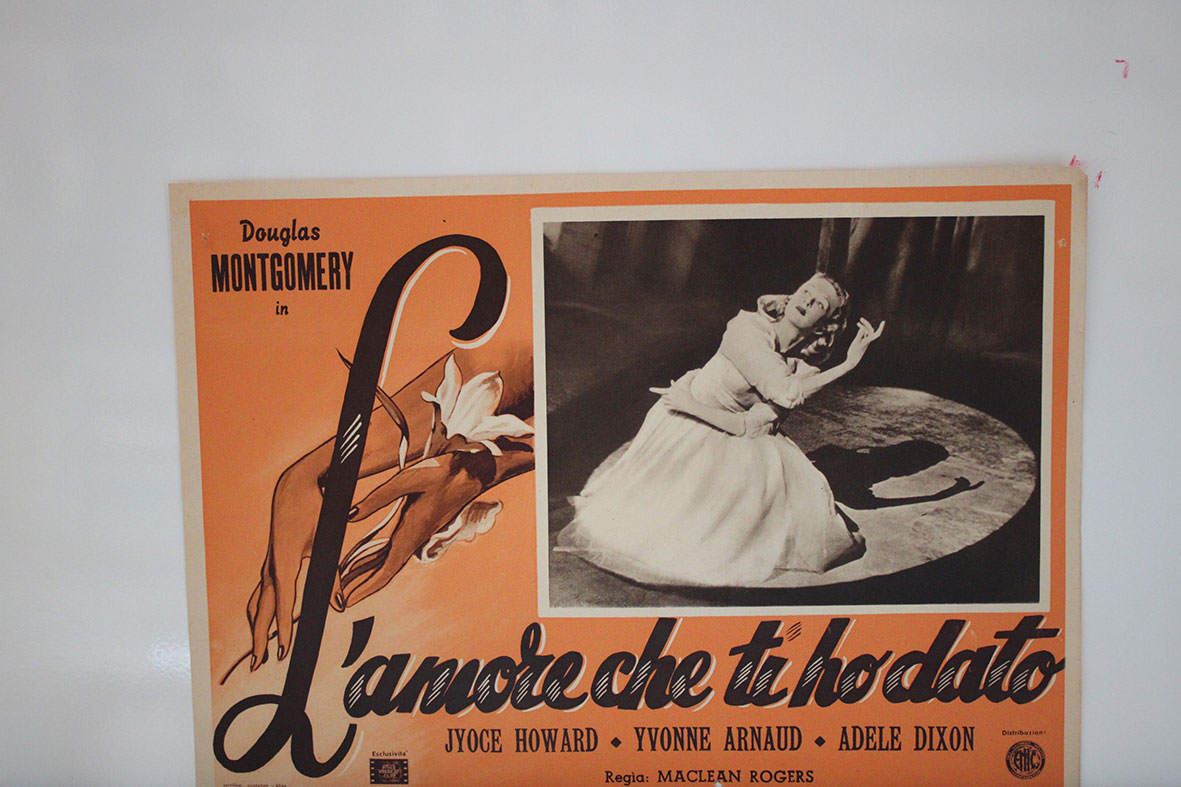 Douglas
MONTGOMERY
in
L'amore che ti ho dato
JYOCE HOWARD ♦ YVONNE ARNAUD ♦ ADELE DIXON
Distribuzione:
Esclusività
Regia: MACLEAN ROGERS